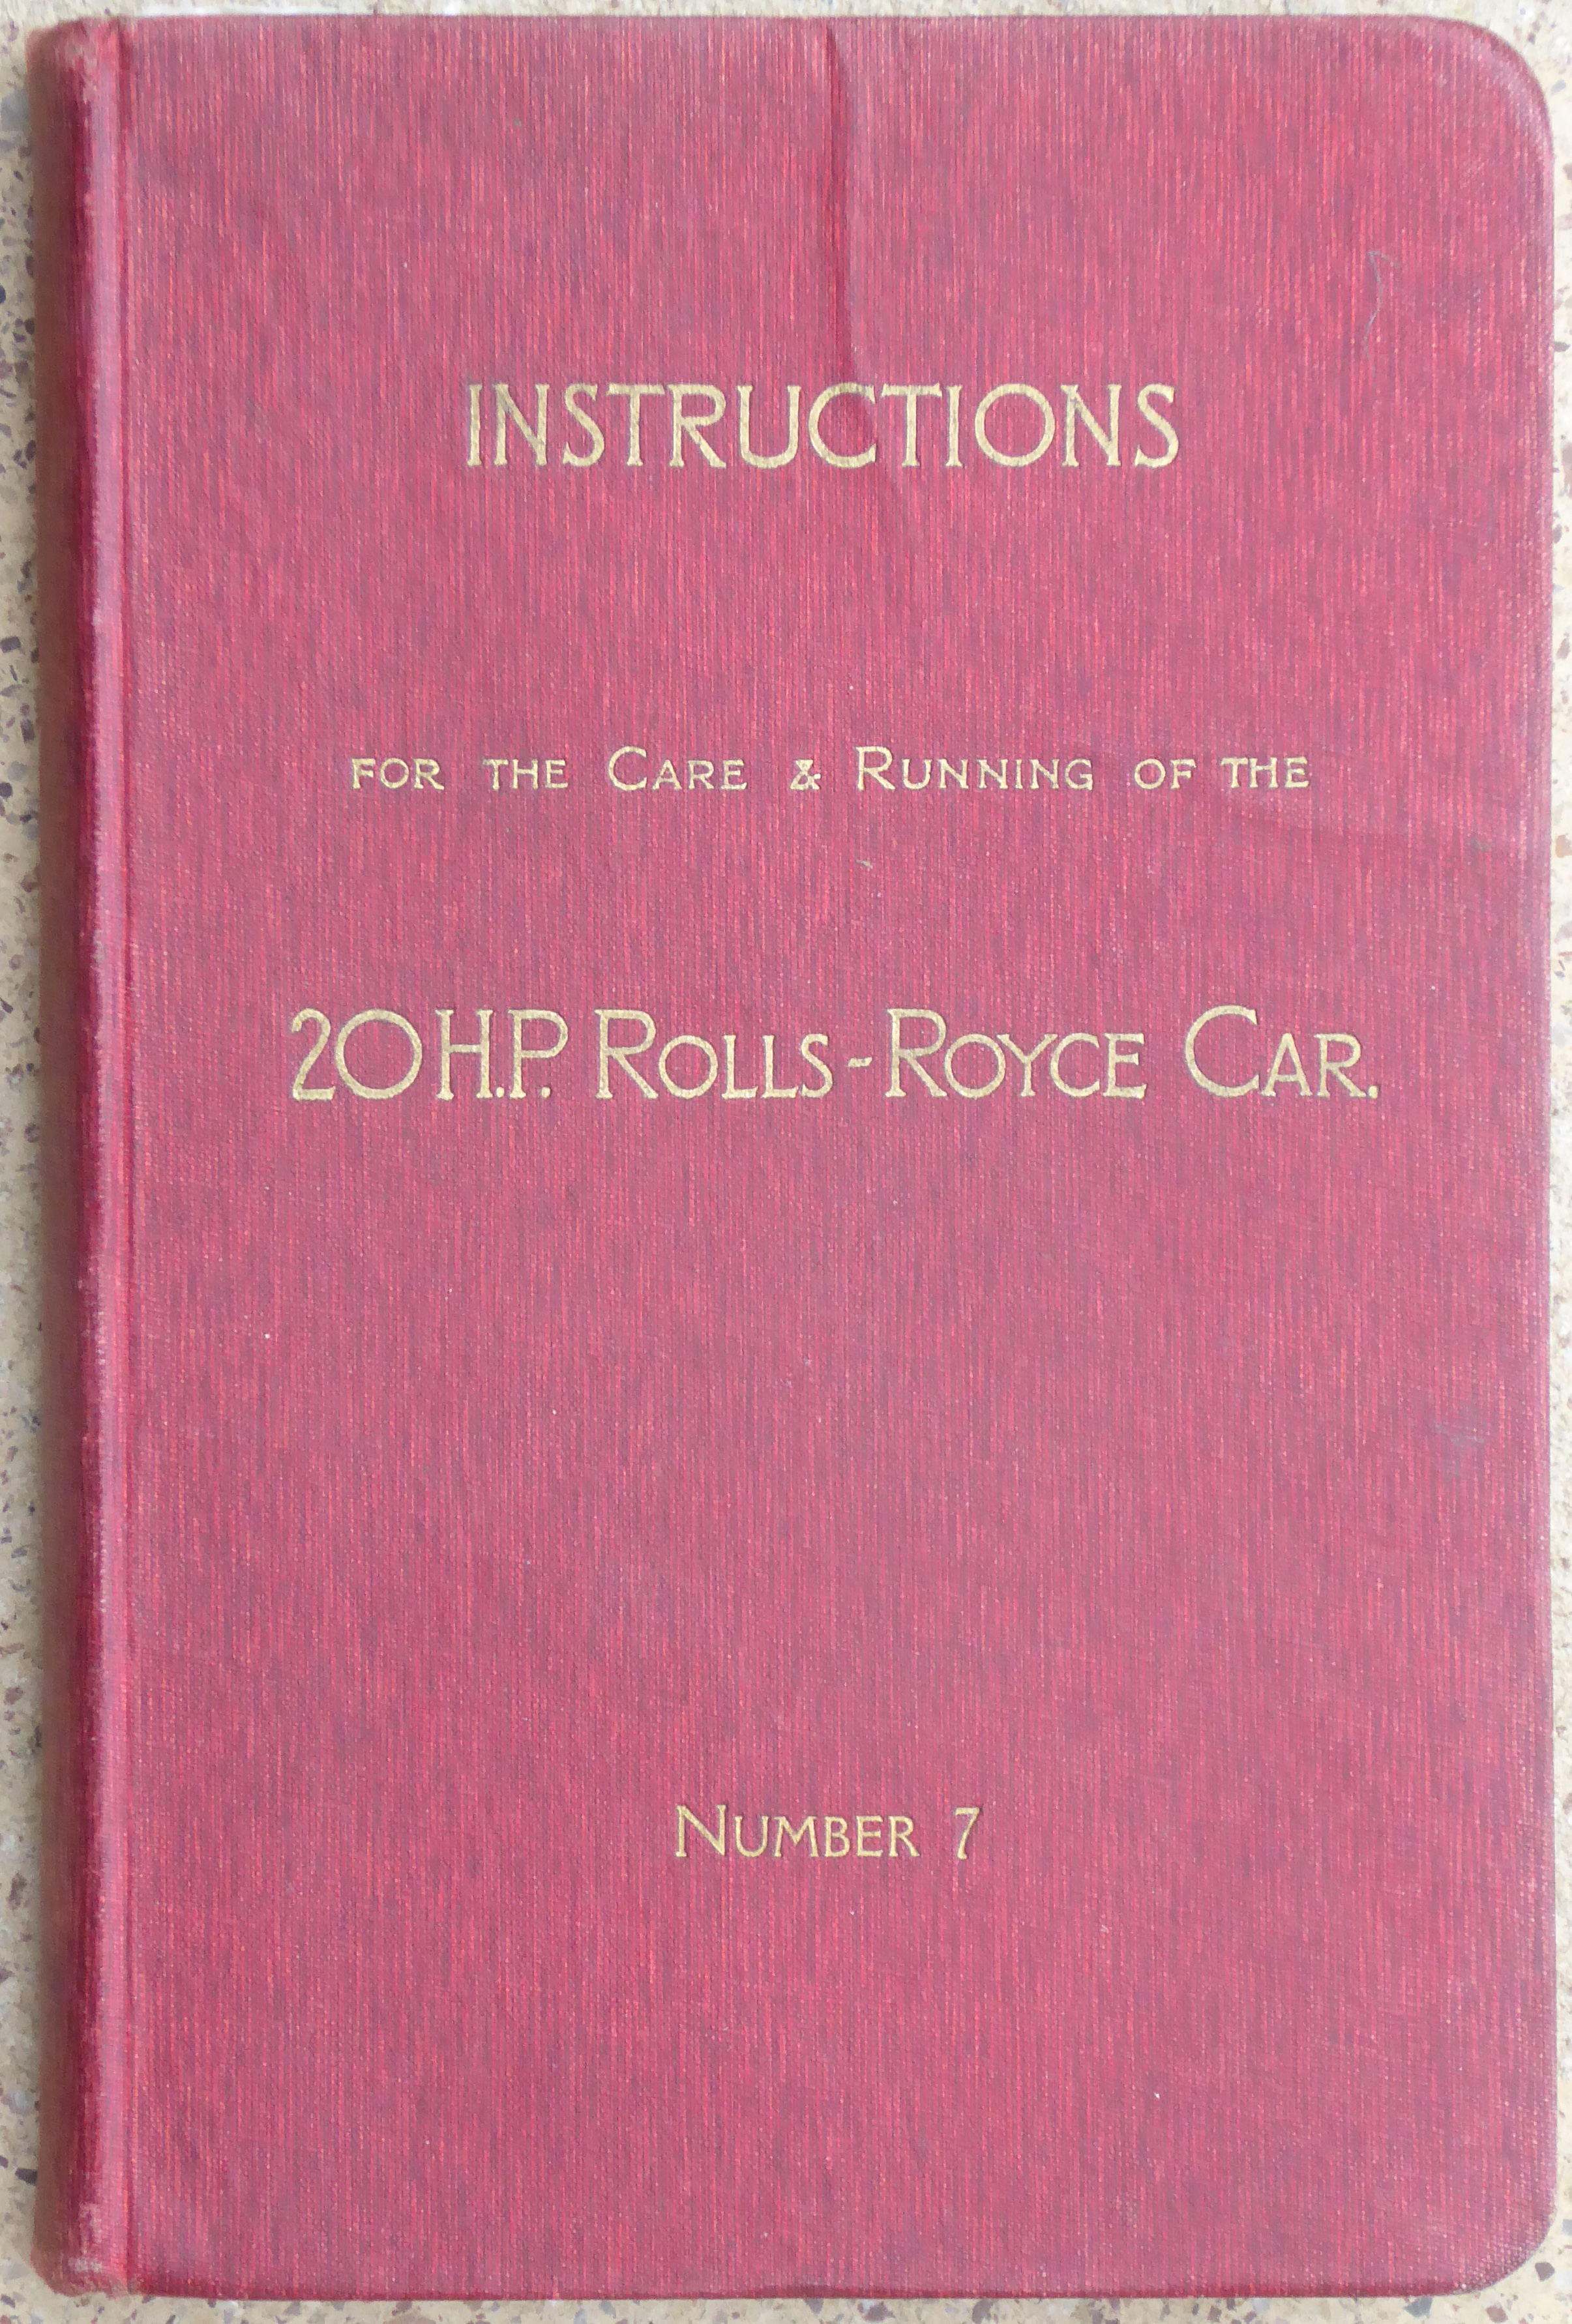 INSTRUCTIONS
FOR THE CARE & RUNNING OF THE
20 H.P. ROLLS-ROYCE CAR.
NUMBER 7